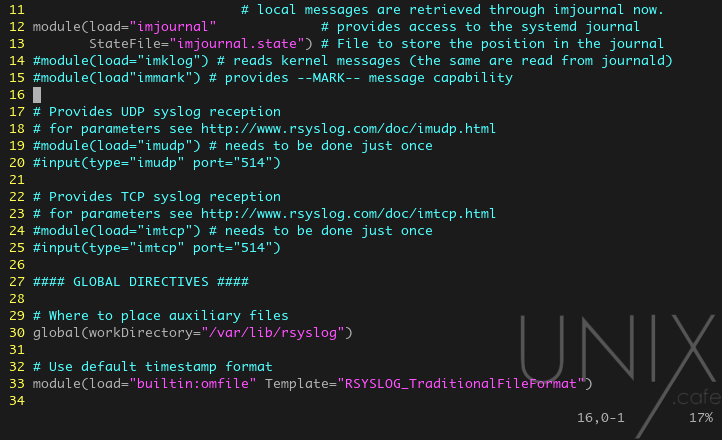 11                           # local messages are retrieved through imjournal now.
12 module(load="imjournal"             # provides access to the systemd journal
13        StateFile="imjournal.state") # File to store the position in the journal
14 #module(load="imklog") # reads kernel messages (the same are read from journald)
15 #module(load"immark") # provides --MARK-- message capability
16
17 # Provides UDP syslog reception
18 # for parameters see http://www.rsyslog.com/doc/imudp.html
19 #module(load="imudp") # needs to be done just once
20 #input(type="imudp" port="514")
21
22 # Provides TCP syslog reception
23 # for parameters see http://www.rsyslog.com/doc/imtcp.html
24 #module(load="imtcp") # needs to be done just once
25 #input(type="imtcp" port="514")
26
27 #### GLOBAL DIRECTIVES ####
28
29 # Where to place auxiliary files
30 global(workDirectory="/var/lib/rsyslog")
31
32 # Use default timestamp format
33 module(load="builtin:omfile" Template="RSYSLOG_TraditionalFileFormat")
34
UNIX
.cafe
16,0-1        17%